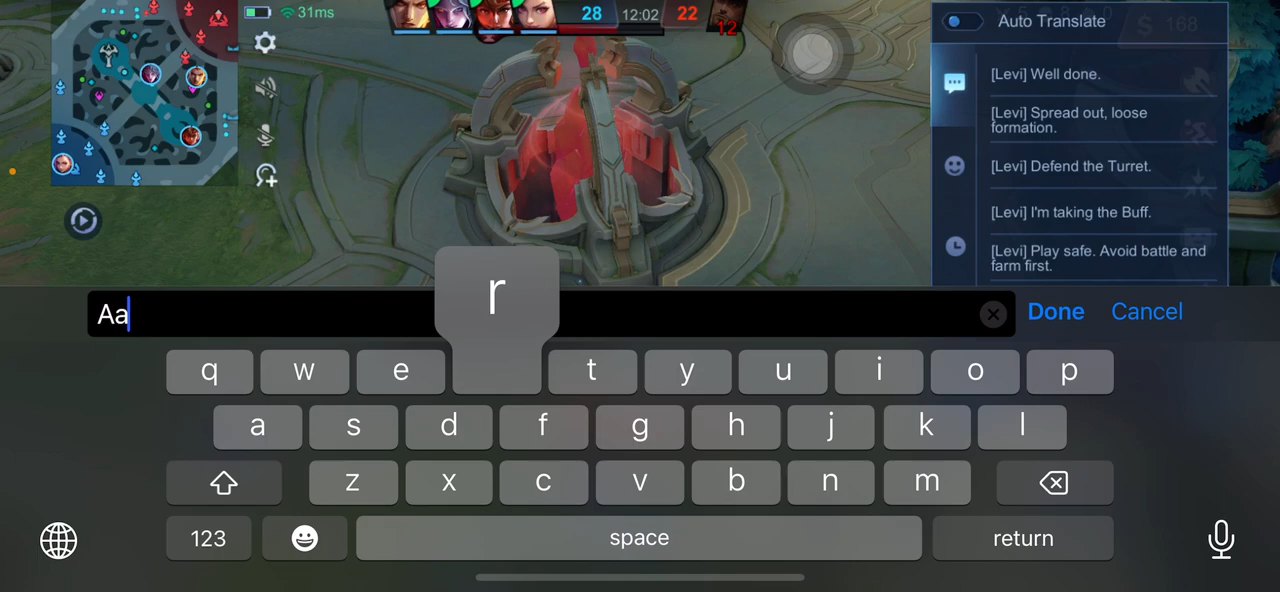 31ms
28
12:02
22
12
Auto Translate
$ 168
[Levi] Well done.
[Levi] Spread out, loose
formation.
[Levi] Defend the Turret.
[Levi] I'm taking the Buff.
[Levi] Play safe. Avoid battle and
farm first.
Aa
Done
Cancel
r
q w e t y u i o p
a s d f g h j k l
z x c v b n m
123
space
return